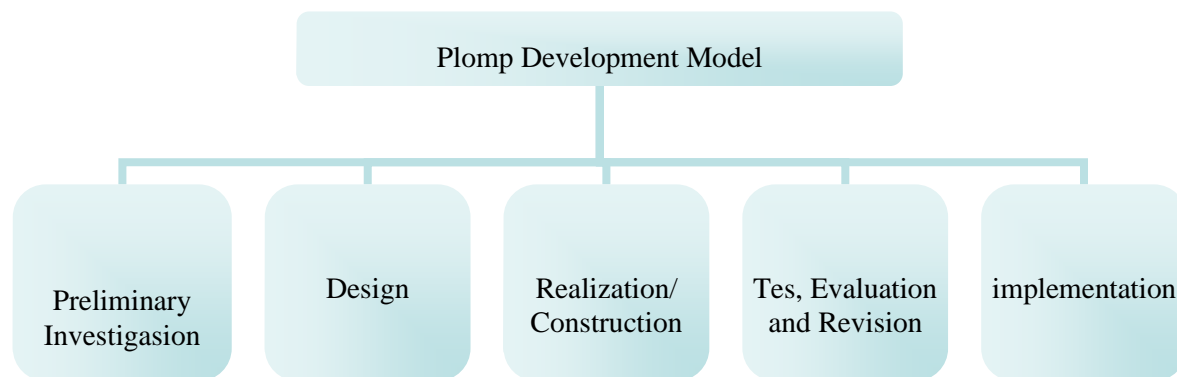 Plomp Development Model
Preliminary
Investigasion
Design
Realization/
Construction
Tes, Evaluation
and Revision
implementation